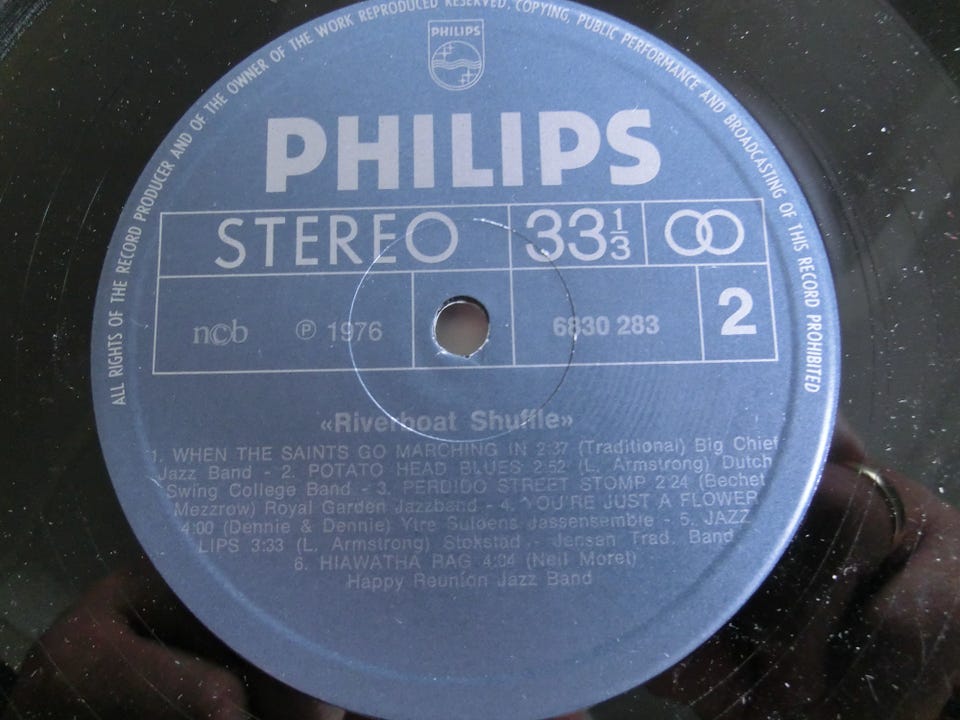 ALL RIGHTS OF THE RECORD PRODUCER AND OF THE OWNER OF THE WORK REPRODUCED RESERVED, COPYING, PUBLIC PERFORMANCE AND BROADCASTING OF THIS RECORD PROHIBITED
PHILIPS
PHILIPS
STEREO 33 1/3
ncb ℗ 1976 6830 283 2
«Riverboat Shuffle»
1. WHEN THE SAINTS GO MARCHING IN 2:37 (Traditional) Big Chief
Jazz Band - 2. POTATO HEAD BLUES 2:52 (L. Armstrong) Dutch
Swing College Band - 3. PERDIDO STREET STOMP 2:24 (Bechet
Mezzrow) Royal Garden Jazzband - 4. YOU'RE JUST A FLOWER
4:00 (Dennie & Dennie) Ytre Suløens Jassensemble - 5. JAZZ
LIPS 3:33 (L. Armstrong) Stokstad - Jensen Trad. Band
6. HIAWATHA RAG 4:04 (Neil Moret)
Happy Reunion Jazz Band